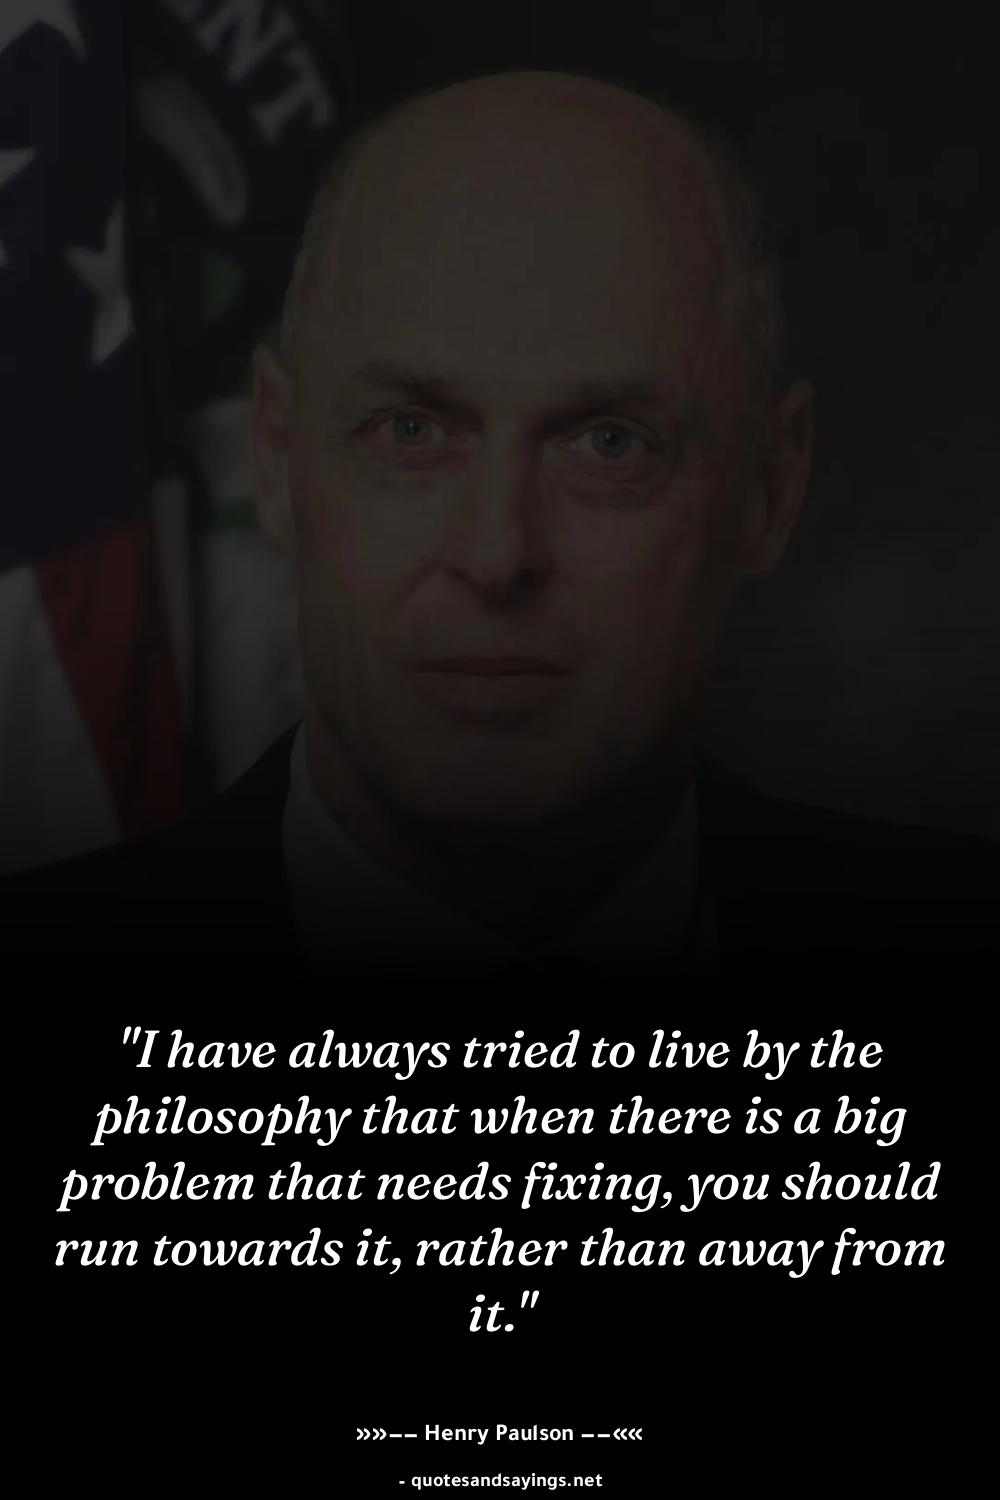 ENT
"I have always tried to live by the
philosophy that when there is a big
problem that needs fixing, you should
run towards it, rather than away from
it."
»»–– Henry Paulson ––««
- quotesandsayings.net